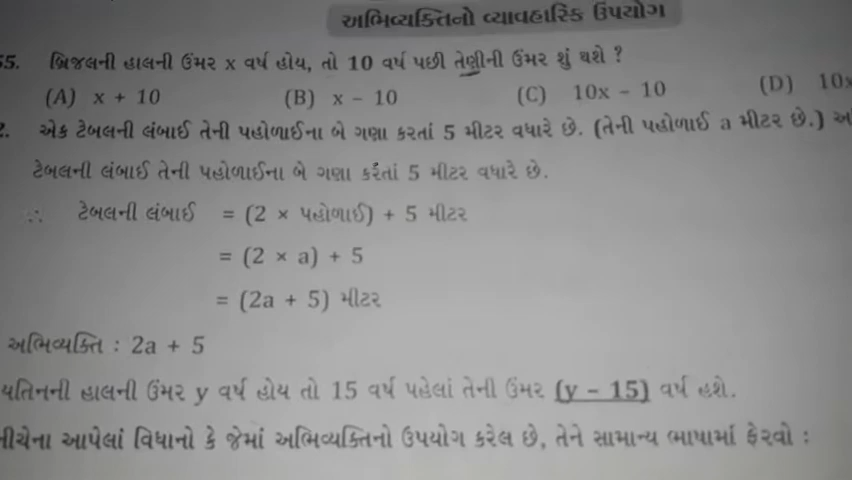 અભિવ્યક્તિનો વ્યાવહારિક ઉપયોગ
55. બ્રિજલની હાલની ઉંમર x વર્ષ હોય, તો 10 વર્ષ પછી તેણીની ઉંમર શું થશે ?
(A) x + 10 (B) x − 10 (C) 10x − 10 (D) 10x
2. એક ટેબલની લંબાઈ તેની પહોળાઈના બે ગણા કરતાં 5 મીટર વધારે છે. (તેની પહોળાઈ a મીટર છે.)
ટેબલની લંબાઈ તેની પહોળાઈના બે ગણા કરતાં 5 મીટર વધારે છે.
∴ ટેબલની લંબાઈ = (2 × પહોળાઈ) + 5 મીટર
= (2 × a) + 5
= (2a + 5) મીટર
અભિવ્યક્તિ : 2a + 5
યતિનની હાલની ઉંમર y વર્ષ હોય તો 15 વર્ષ પહેલાં તેની ઉંમર (y − 15) વર્ષ હશે.
નીચેના આપેલાં વિધાનો કે જેમાં અભિવ્યક્તિનો ઉપયોગ કરેલ છે, તેને સામાન્ય ભાષામાં ફેરવો :